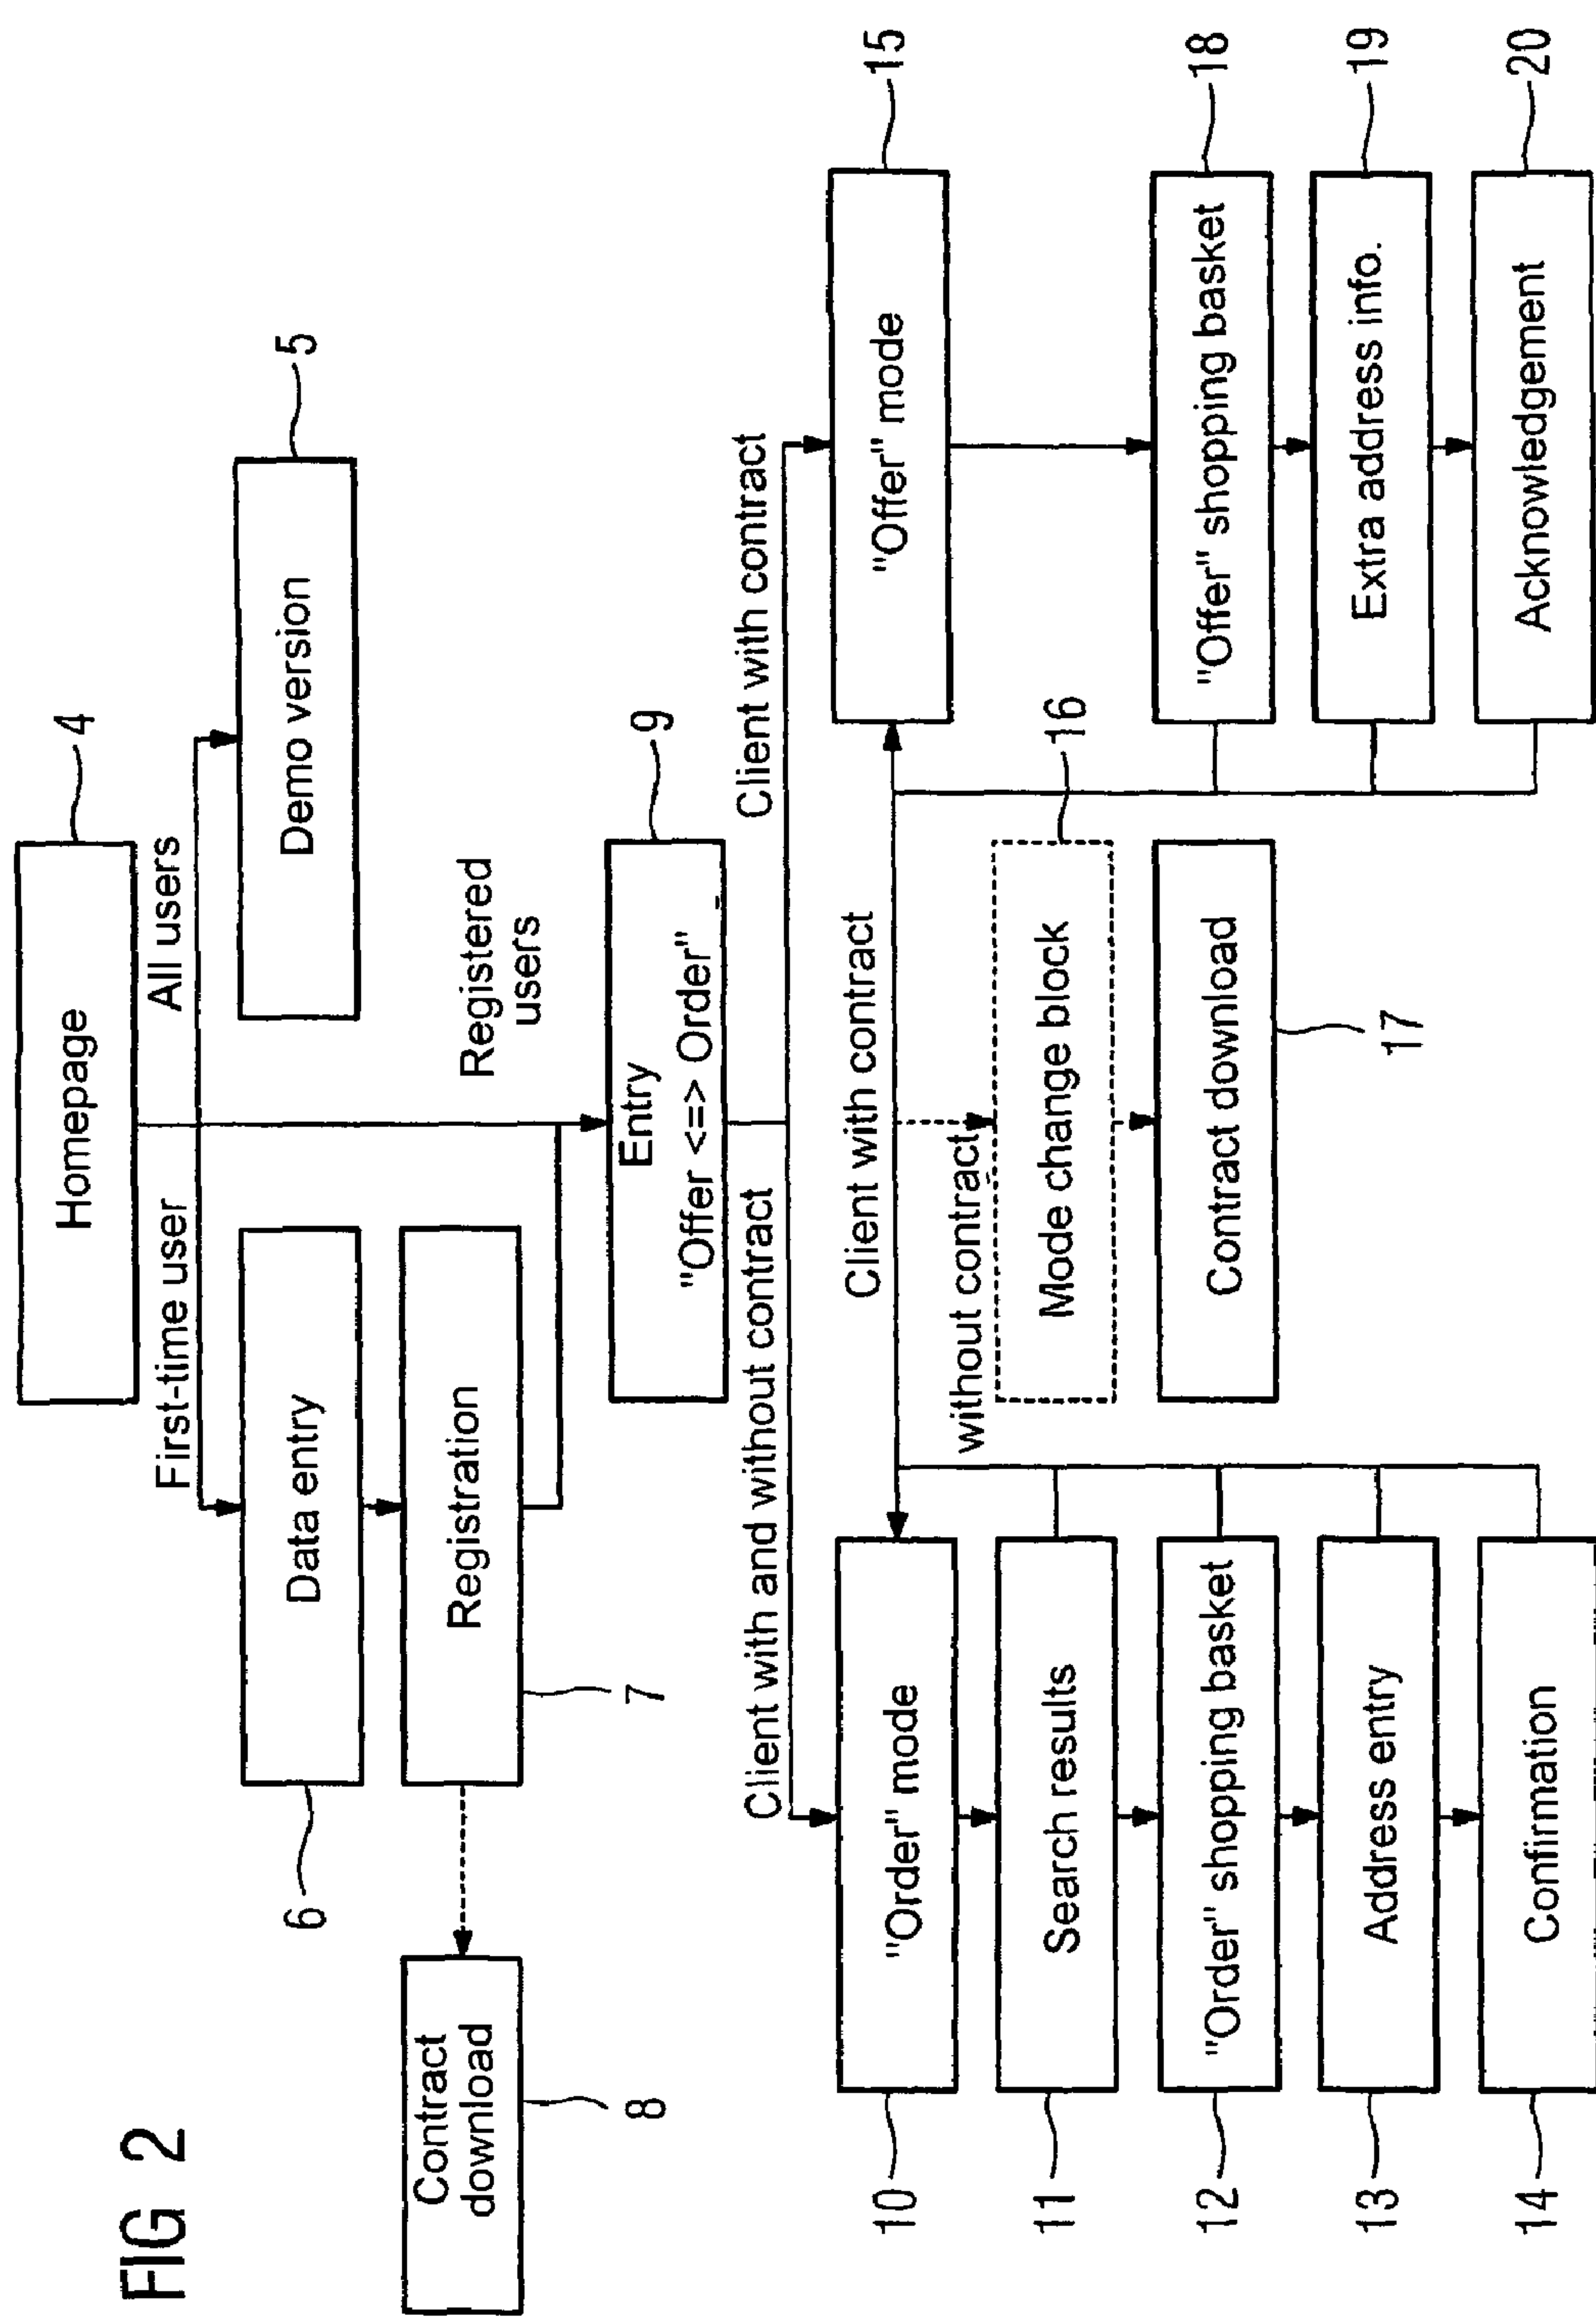 FIG 2
Homepage
4
First-time user
All users
Demo version
5
Data entry
6
Registration
7
Contract
download
8
Registered
users
Entry
"Offer <=> Order"
9
Client with and without contract
Client with contract
"Order" mode
10
Client with contract
"Offer" mode
15
without contract
Search results
11
Mode change block
16
"Order" shopping basket
12
Contract download
17
"Offer" shopping basket
18
Address entry
13
Extra address info.
19
Confirmation
14
Acknowledgement
20